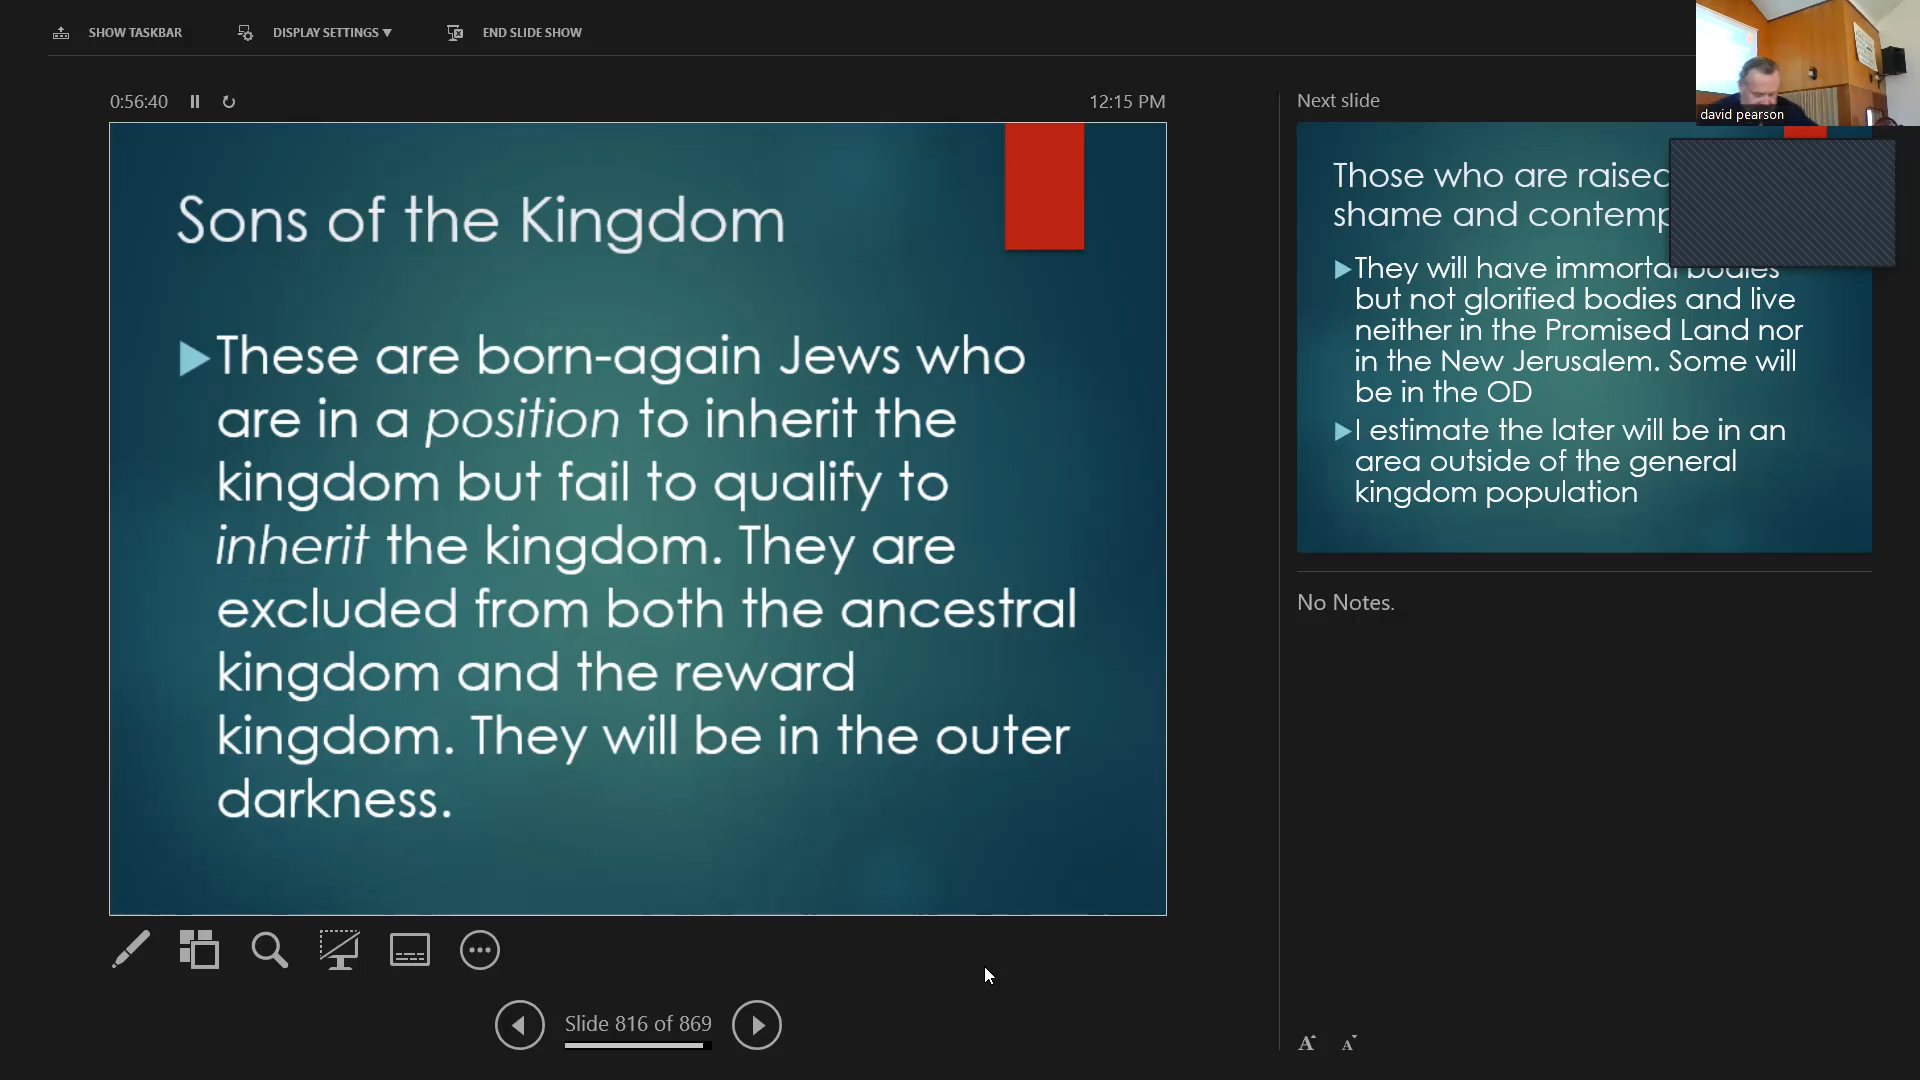 SHOW TASKBAR
DISPLAY SETTINGS ▼
END SLIDE SHOW
0:56:40
12:15 PM
Sons of the Kingdom
These are born-again Jews who
are in a position to inherit the
kingdom but fail to qualify to
inherit the kingdom. They are
excluded from both the ancestral
kingdom and the reward
kingdom. They will be in the outer
darkness.
Slide 816 of 869
Next slide
david pearson
Those who are raised
shame and
They will have immortal bodies
but not glorified bodies and live
neither in the Promised Land nor
in the New Jerusalem. Some will
be in the OD
I estimate the later will be in an
area outside of the general
kingdom population
No Notes.
A A